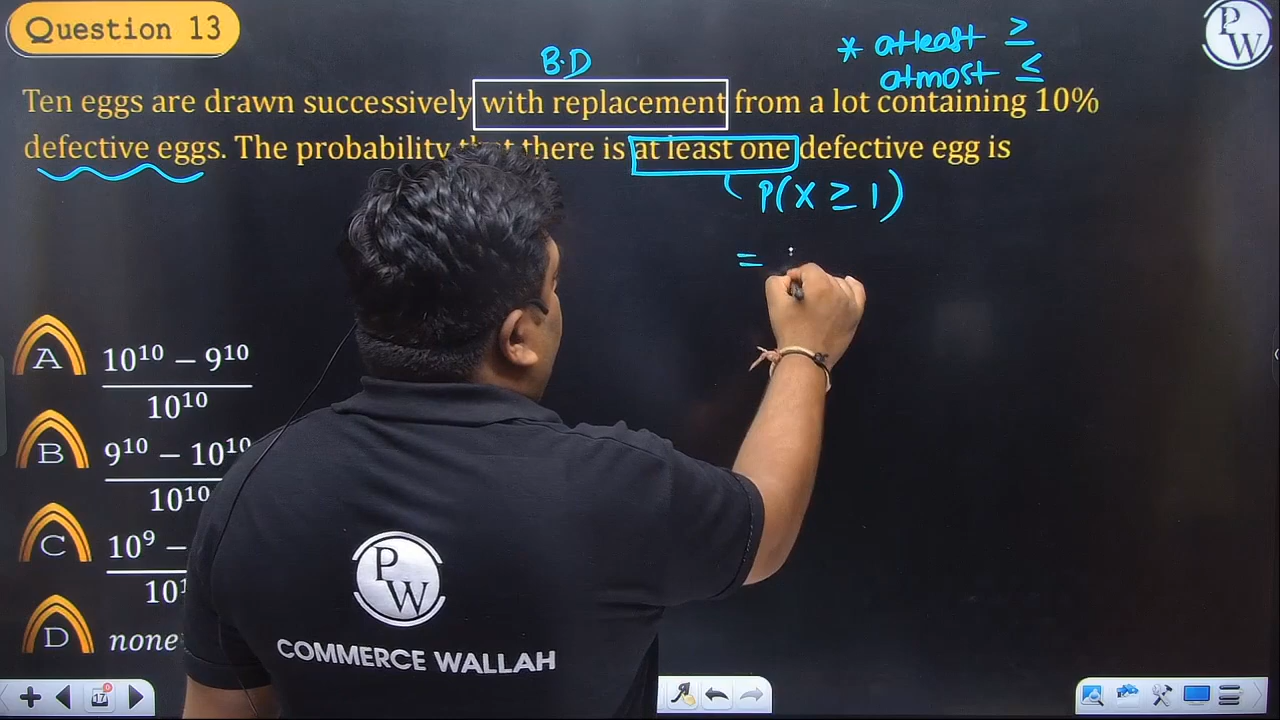 Question 13
* atleast ≥
atmost ≤
B.D
Ten eggs are drawn successively with replacement from a lot containing 10%
defective eggs. The probability there is at least one defective egg is
P(X ≥ 1)
=
A 10¹⁰ − 9¹⁰
10¹⁰
B 9¹⁰ − 10¹⁰
10¹⁰
C 10⁹ −
D none
PW
COMMERCE WALLAH
PW
17